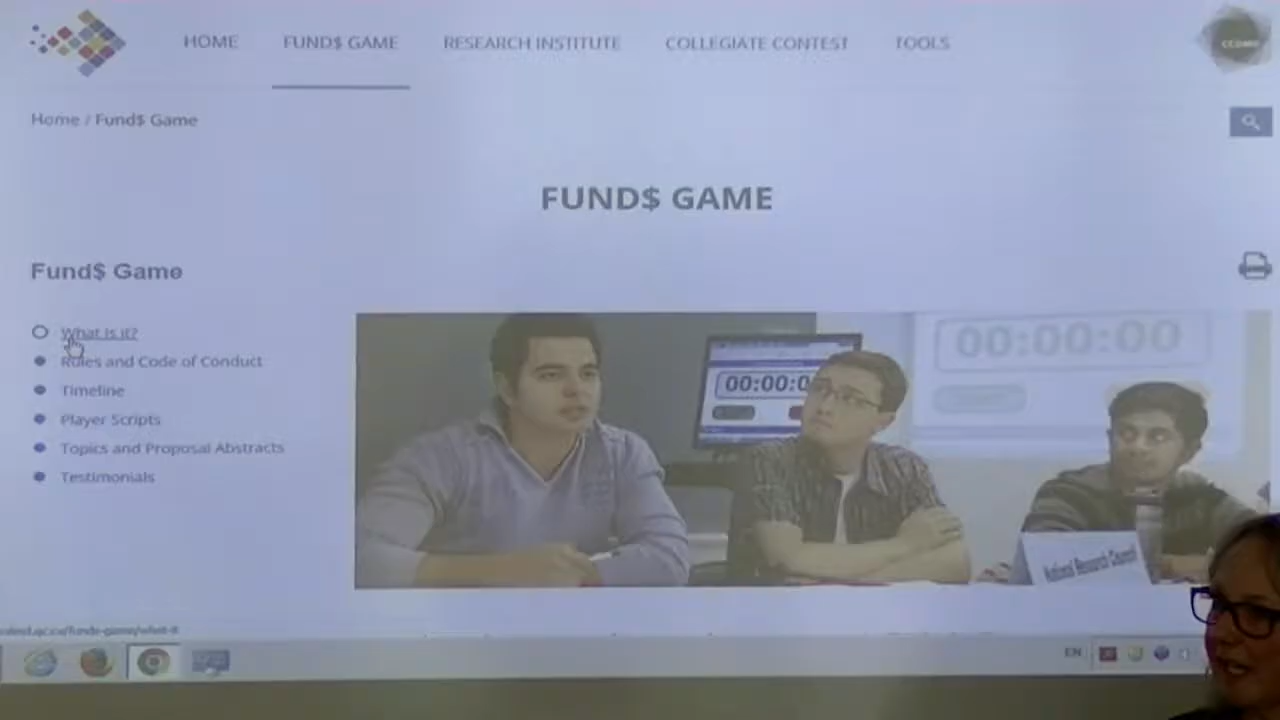 HOME FUND$ GAME RESEARCH INSTITUTE COLLEGIATE CONTEST TOOLS
Home / Fund$ Game
FUND$ GAME
Fund$ Game
What is it?
Rules and Code of Conduct
Timeline
Player Scripts
Topics and Proposal Abstracts
Testimonials
00:00:0
00:00:00
National Research Council
EN